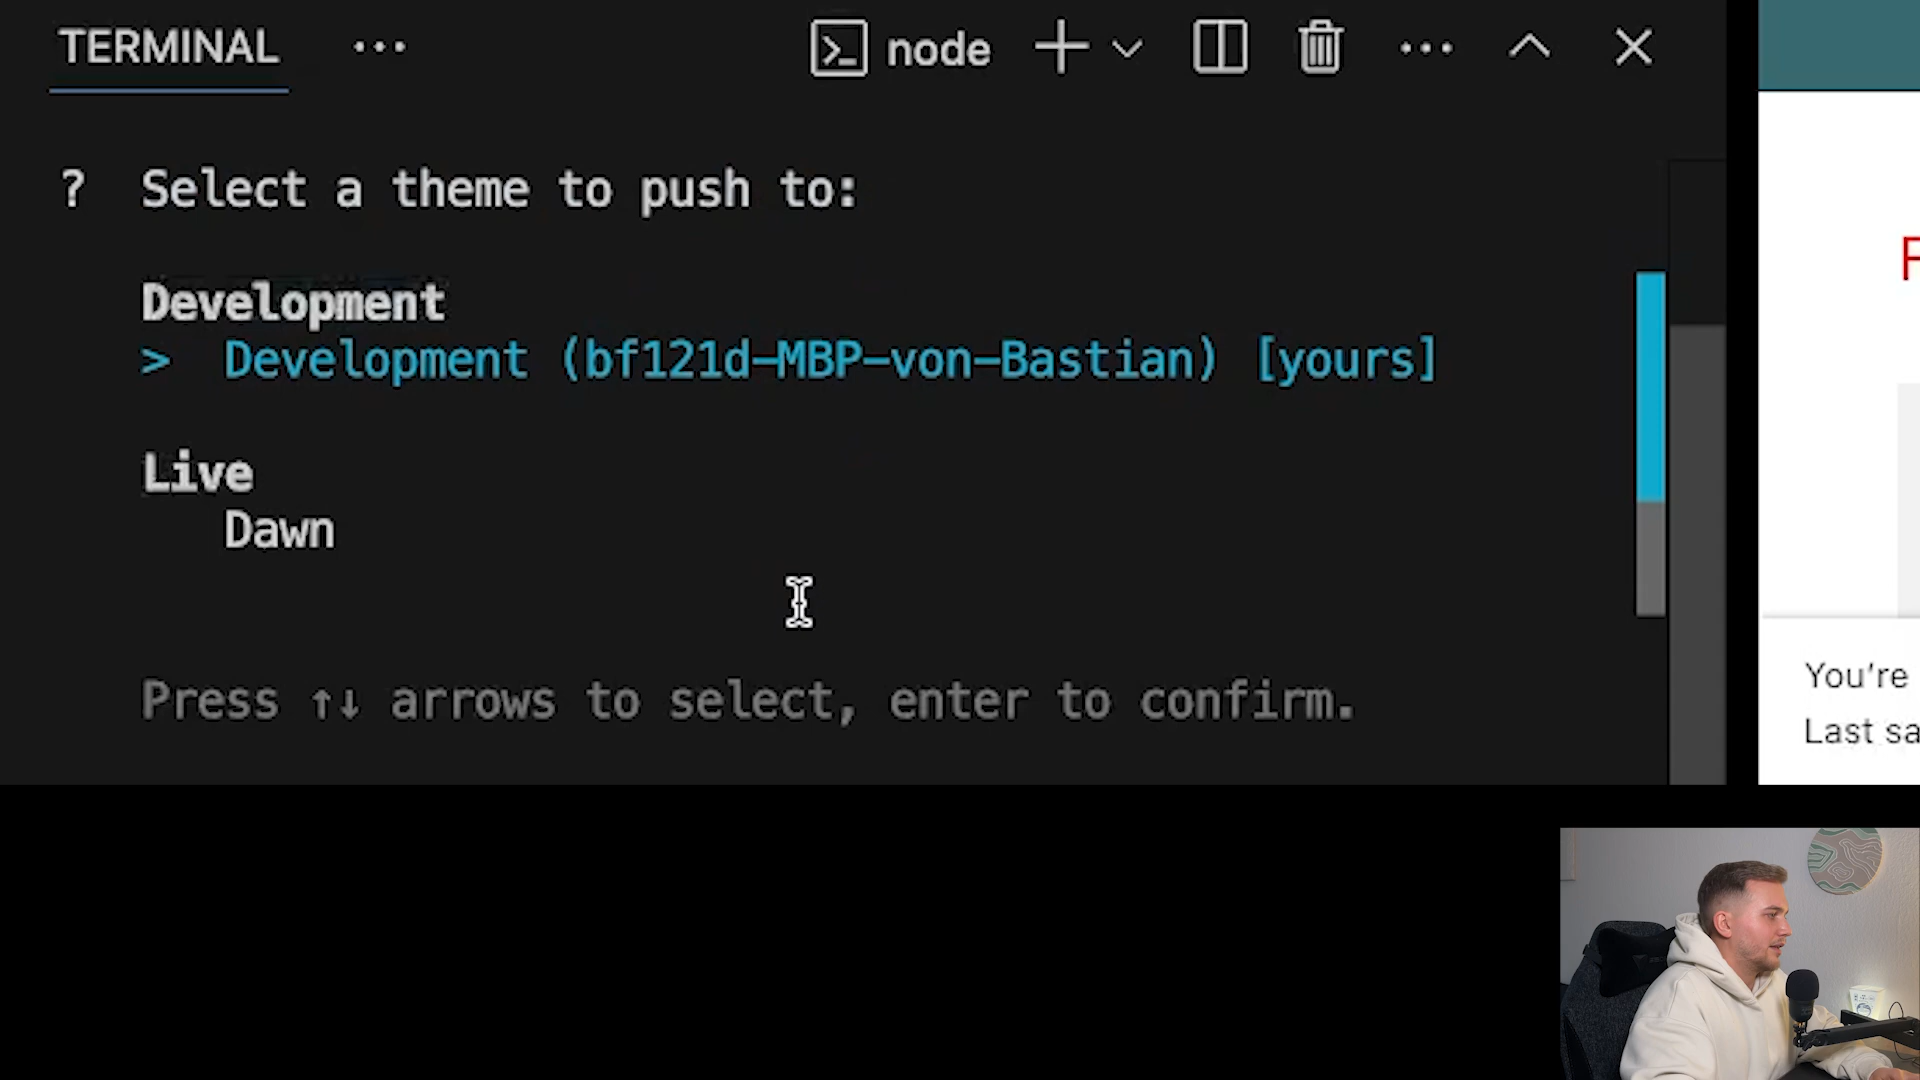 TERMINAL
node
? Select a theme to push to:
Development
> Development (bf121d-MBP-von-Bastian) [yours]
Live
Dawn
Press ↑↓ arrows to select, enter to confirm.
F
You're
Last sa